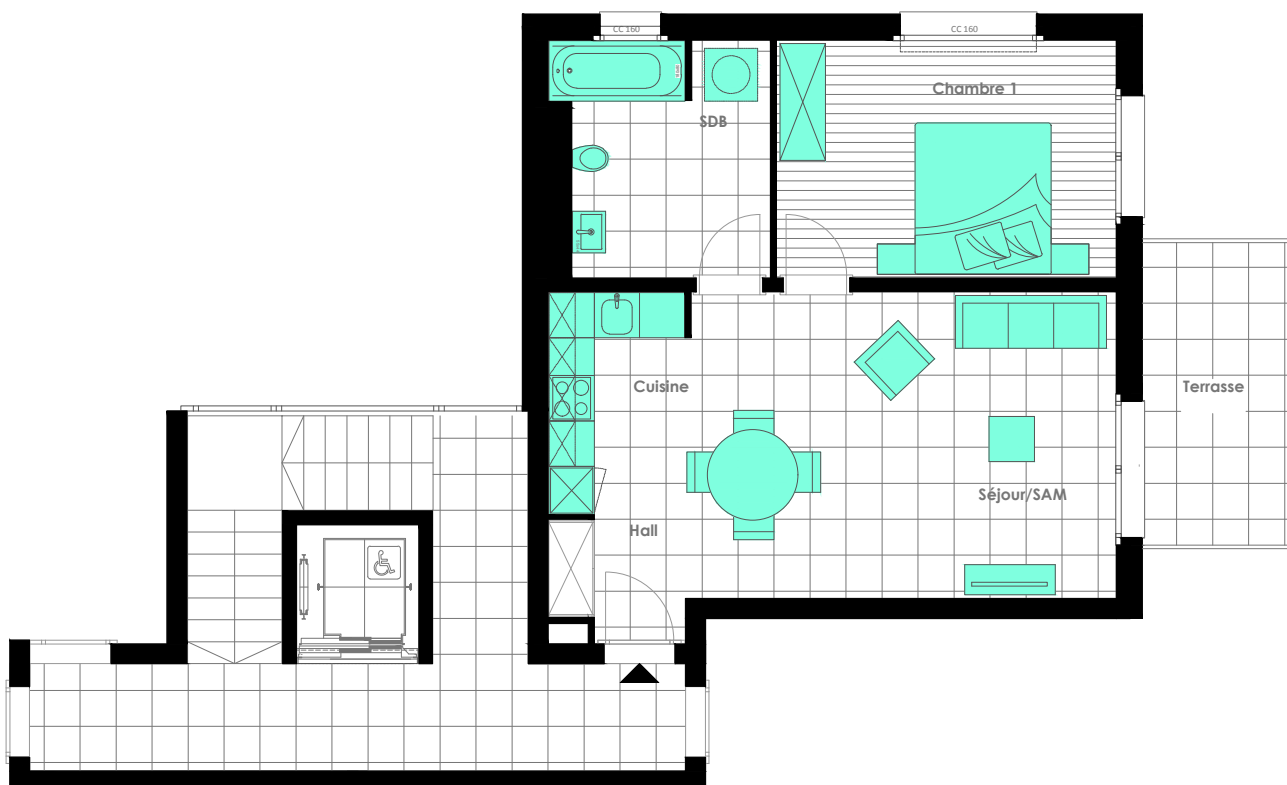 CC 160
CC 160
Chambre 1
SDB
Cuisine
Terrasse
Séjour/SAM
Hall